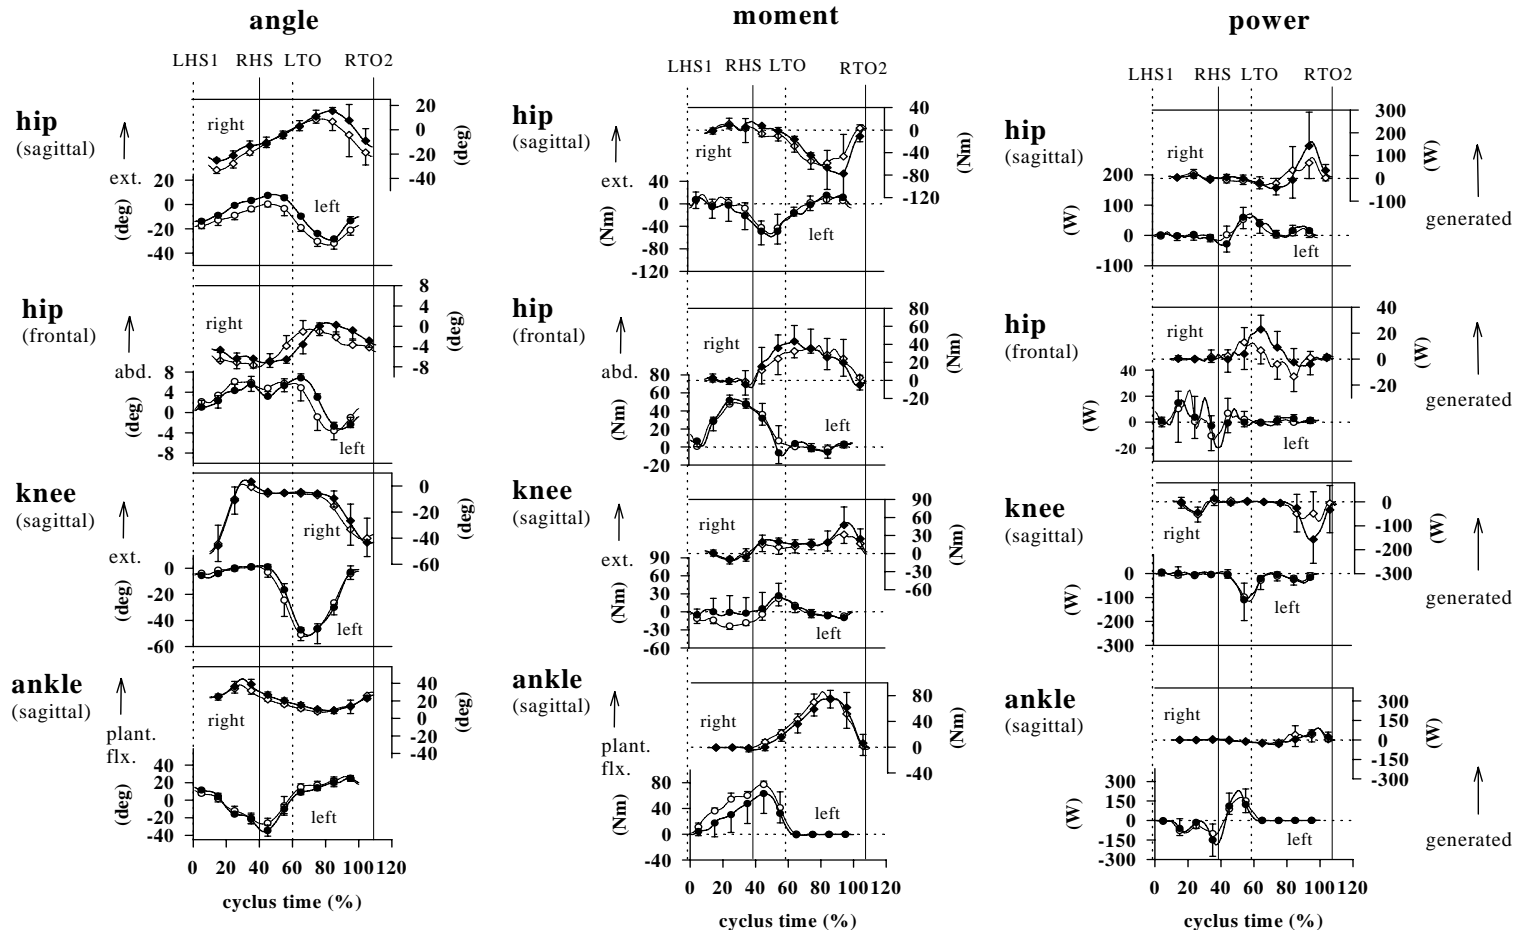 angle
LHS1 RHS LTO RTO2
hip
(sagittal)
ext.
right
left
20
0
-20
-40
(deg)
20
0
-20
-40
(deg)
hip
(frontal)
abd.
right
left
8
4
0
-4
-8
(deg)
8
4
0
-4
-8
(deg)
knee
(sagittal)
ext.
right
left
0
-20
-40
-60
(deg)
0
-20
-40
-60
(deg)
ankle
(sagittal)
plant.
flx.
right
left
40
20
0
-20
-40
(deg)
40
20
0
-20
-40
(deg)
0 20 40 60 80 100 120
cyclus time (%)
moment
LHS1 RHS LTO RTO2
hip
(sagittal)
ext.
right
left
40
0
-40
-80
-120
(Nm)
40
0
-40
-80
-120
(Nm)
hip
(frontal)
abd.
right
left
80
60
40
20
0
-20
(Nm)
80
60
40
20
0
-20
(Nm)
knee
(sagittal)
ext.
right
left
90
60
30
0
-30
-60
(Nm)
90
60
30
0
-30
-60
(Nm)
ankle
(sagittal)
plant.
flx.
right
left
80
40
0
-40
(Nm)
80
40
0
-40
(Nm)
0 20 40 60 80 100 120
cyclus time (%)
power
LHS1 RHS LTO RTO2
hip
(sagittal)
right
left
300
200
100
0
-100
(W)
200
100
0
-100
(W)
generated
hip
(frontal)
right
left
40
20
0
-20
(W)
40
20
0
-20
(W)
generated
knee
(sagittal)
right
left
0
-100
-200
-300
(W)
0
-100
-200
-300
(W)
generated
ankle
(sagittal)
right
left
300
150
0
-150
-300
(W)
300
150
0
-150
-300
(W)
generated
0 20 40 60 80 100 120
cyclus time (%)